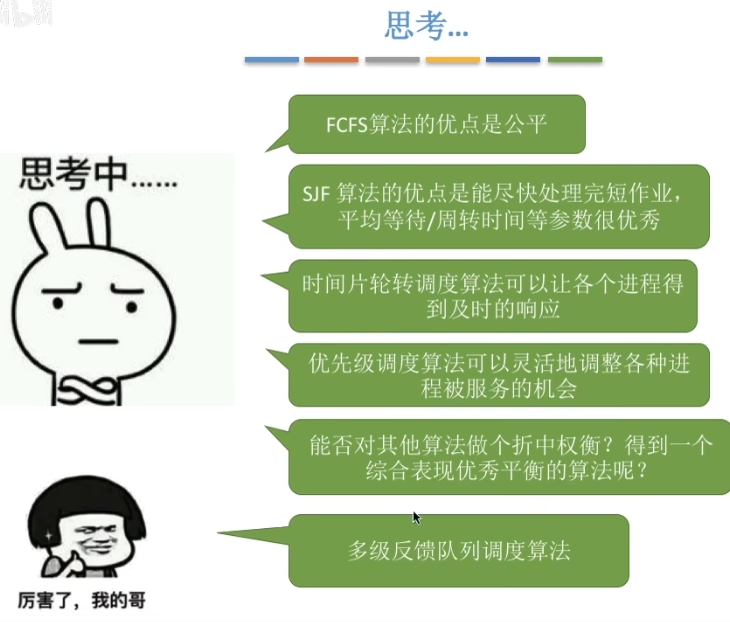 思考...
FCFS算法的优点是公平
思考中......
SJF 算法的优点是能尽快处理完短作业，
平均等待/周转时间等参数很优秀
时间片轮转调度算法可以让各个进程得
到及时的响应
优先级调度算法可以灵活地调整各种进
程被服务的机会
能否对其他算法做个折中权衡？得到一个
综合表现优秀平衡的算法呢？
多级反馈队列调度算法
厉害了，我的哥